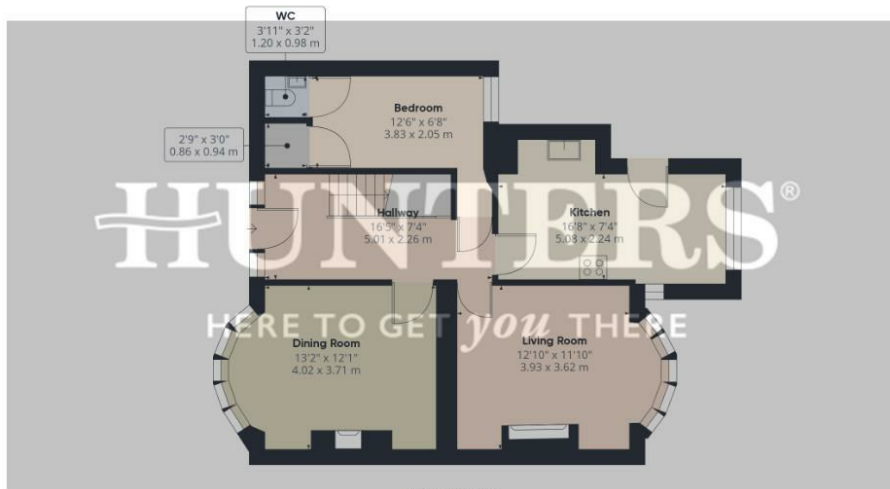 WC
3'11" x 3'2"
1.20 x 0.98 m
Bedroom
12'6" x 6'8"
3.83 x 2.05 m
2'9" x 3'0"
0.86 x 0.94 m
HUNTERS®
Hallway
16'5" x 7'4"
5.01 x 2.26 m
Kitchen
16'8" x 7'4"
5.08 x 2.24 m
HERE TO GET you THERE
Dining Room
13'2" x 12'1"
4.02 x 3.71 m
Living Room
12'10" x 11'10"
3.93 x 3.62 m